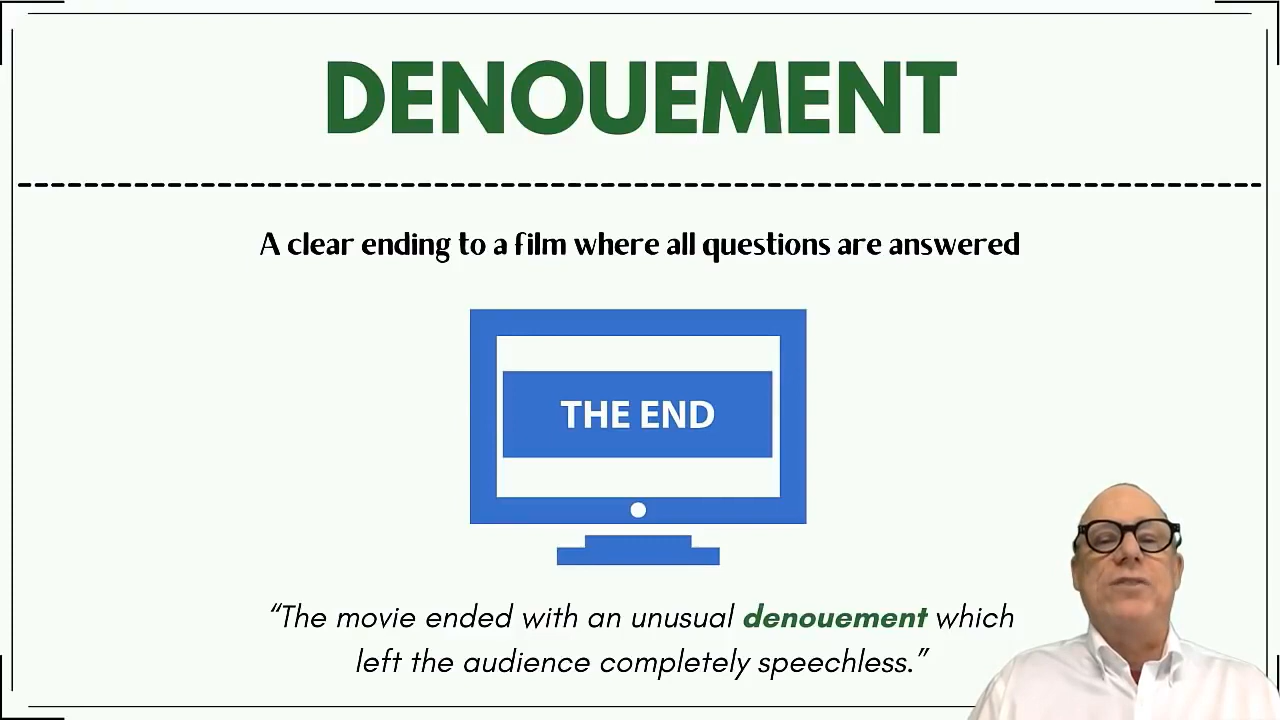 DENOUEMENT
A clear ending to a film where all questions are answered
THE END
“The movie ended with an unusual denouement which
left the audience completely speechless.”